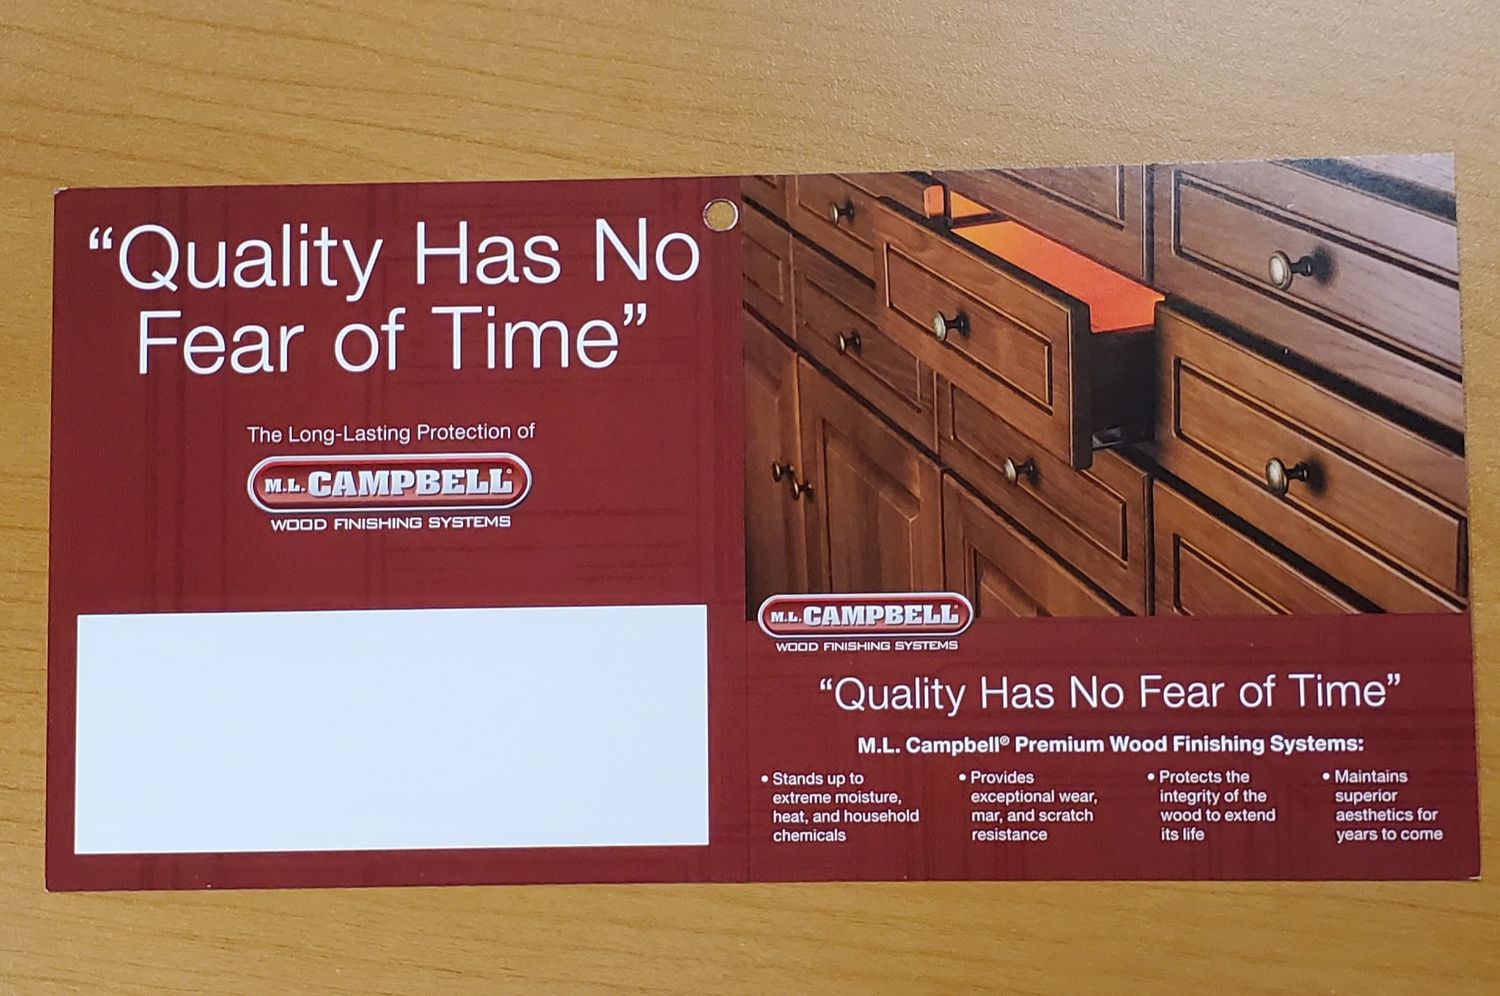 “Quality Has No
Fear of Time”
The Long-Lasting Protection of
M.L. CAMPBELL®
WOOD FINISHING SYSTEMS
M.L. CAMPBELL®
WOOD FINISHING SYSTEMS
“Quality Has No Fear of Time”
M.L. Campbell® Premium Wood Finishing Systems:
• Stands up to
extreme moisture,
heat, and household
chemicals
• Provides
exceptional wear,
mar, and scratch
resistance
• Protects the
integrity of the
wood to extend
its life
• Maintains
superior
aesthetics for
years to come